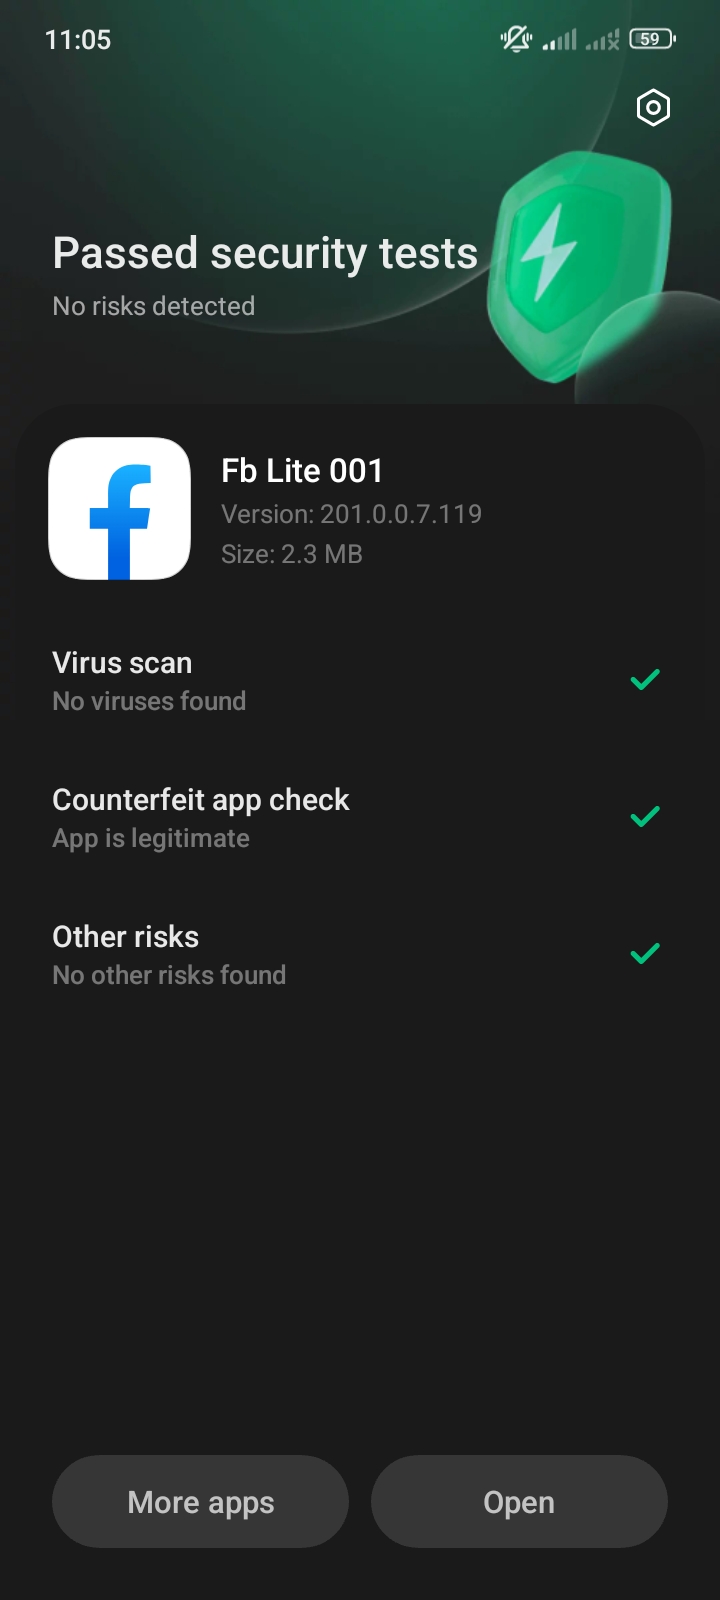 11:05
59
Passed security tests
No risks detected
Fb Lite 001
Version: 201.0.0.7.119
Size: 2.3 MB
Virus scan
No viruses found
Counterfeit app check
App is legitimate
Other risks
No other risks found
More apps
Open